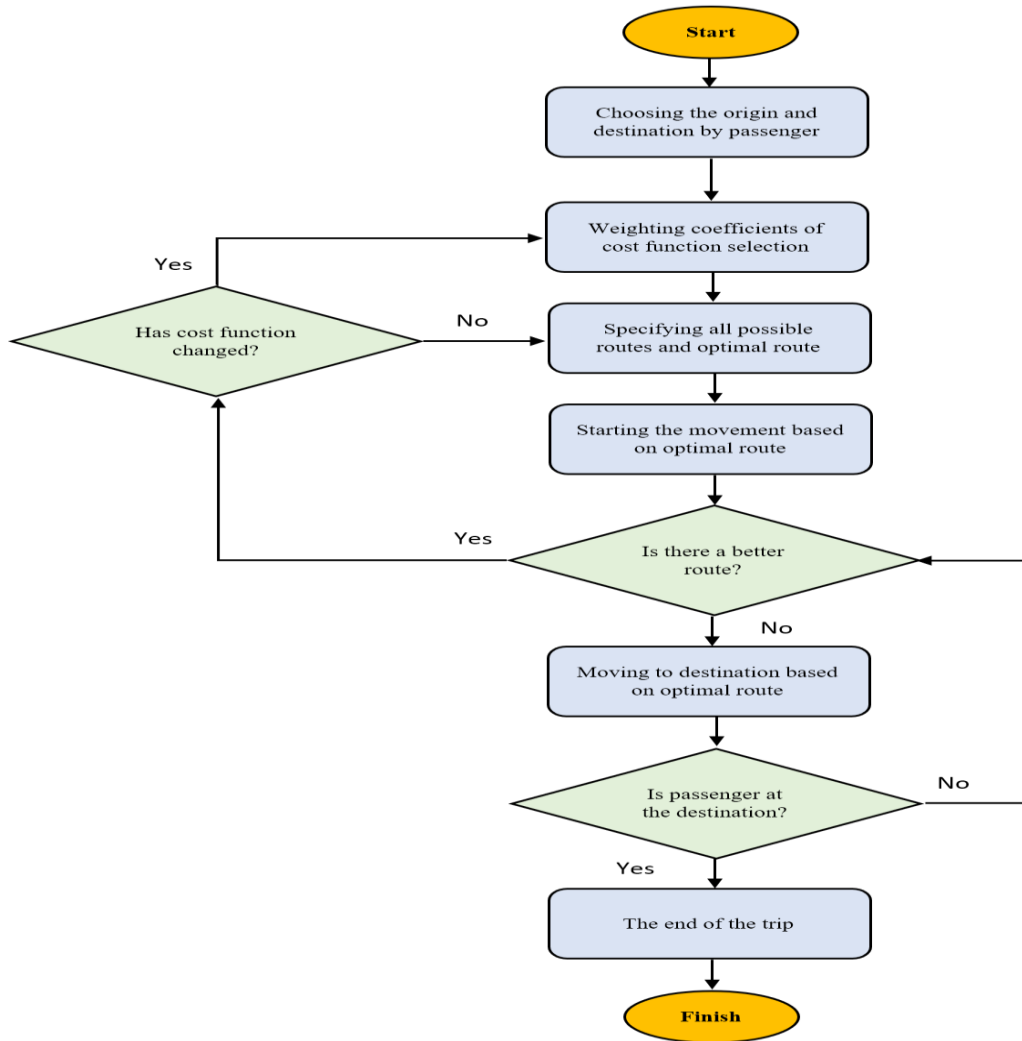 Start
Choosing the origin and
destination by passenger
Weighting coefficients of
cost function selection
Yes
Has cost function
changed?
No
Specifying all possible
routes and optimal route
Starting the movement based
on optimal route
Yes
Is there a better
route?
No
Moving to destination based
on optimal route
Is passenger at
the destination?
No
Yes
The end of the trip
Finish